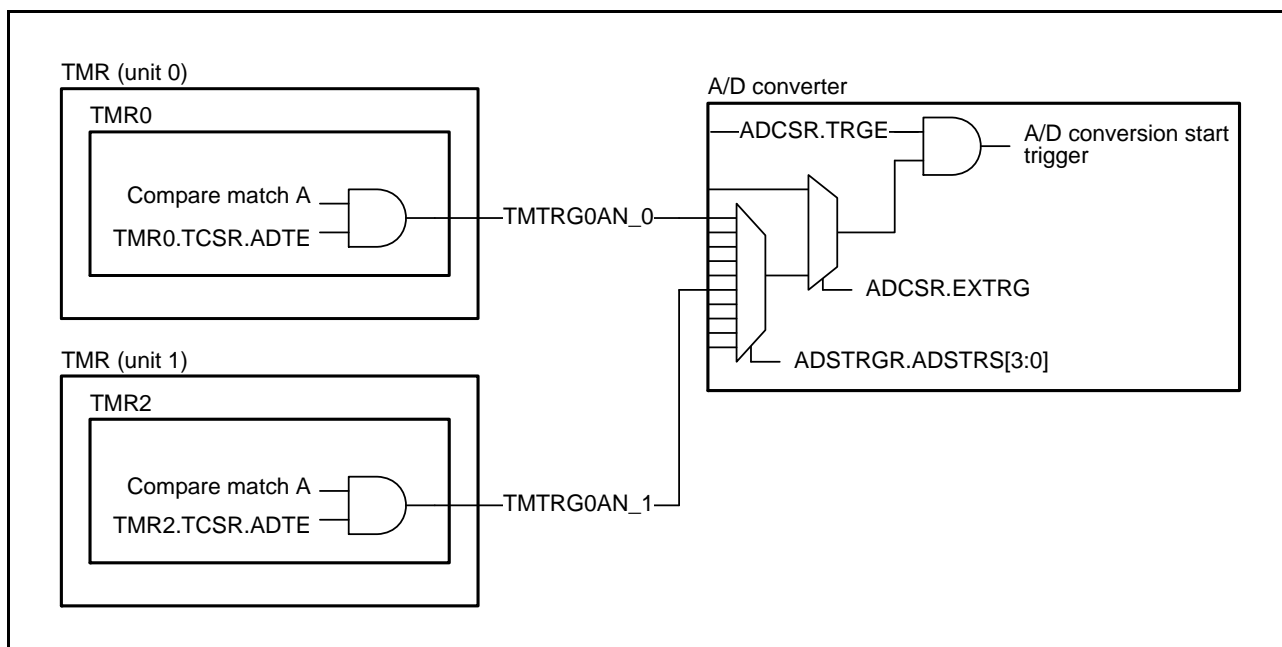 TMR (unit 0)
TMR0
Compare match A
TMR0.TCSR.ADTE
TMTRG0AN_0
A/D converter
ADCSR.TRGE
A/D conversion start
trigger
ADCSR.EXTRG
ADSTRGR.ADSTRS[3:0]
TMR (unit 1)
TMR2
Compare match A
TMR2.TCSR.ADTE
TMTRG0AN_1